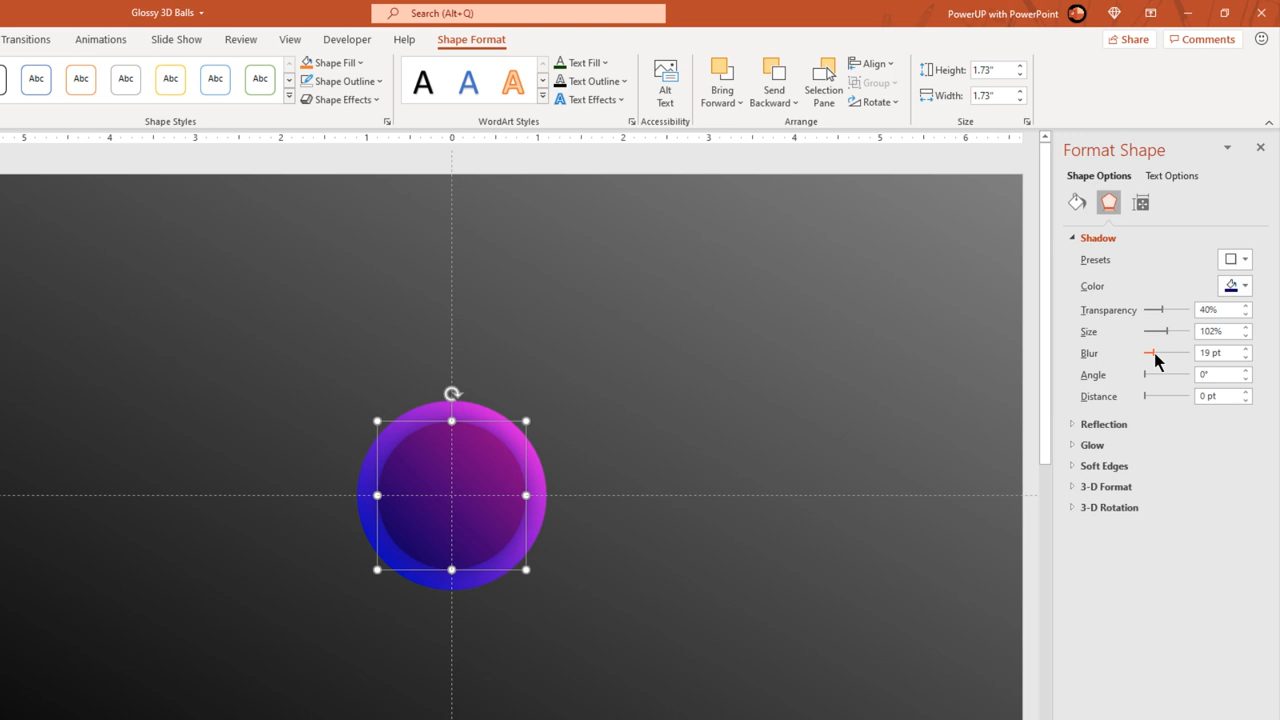 Glossy 3D Balls
Search (Alt+Q)
PowerUP with PowerPoint
Transitions
Animations
Slide Show
Review
View
Developer
Help
Shape Format
Share
Comments
Abc
Abc
Abc
Abc
Abc
Abc
Shape Fill
Shape Outline
Shape Effects
Shape Styles
A
A
A
Text Fill
Text Outline
Text Effects
WordArt Styles
Alt
Text
Accessibility
Bring
Forward
Send
Backward
Selection
Pane
Align
Group
Rotate
Arrange
Height: 1.73"
Width: 1.73"
Size
5 4 3 2 1 0 1 2 3 4 5 6
Format Shape
Shape Options
Text Options
Shadow
Presets
Color
Transparency 40%
Size 102%
Blur 19 pt
Angle 0°
Distance 0 pt
Reflection
Glow
Soft Edges
3-D Format
3-D Rotation